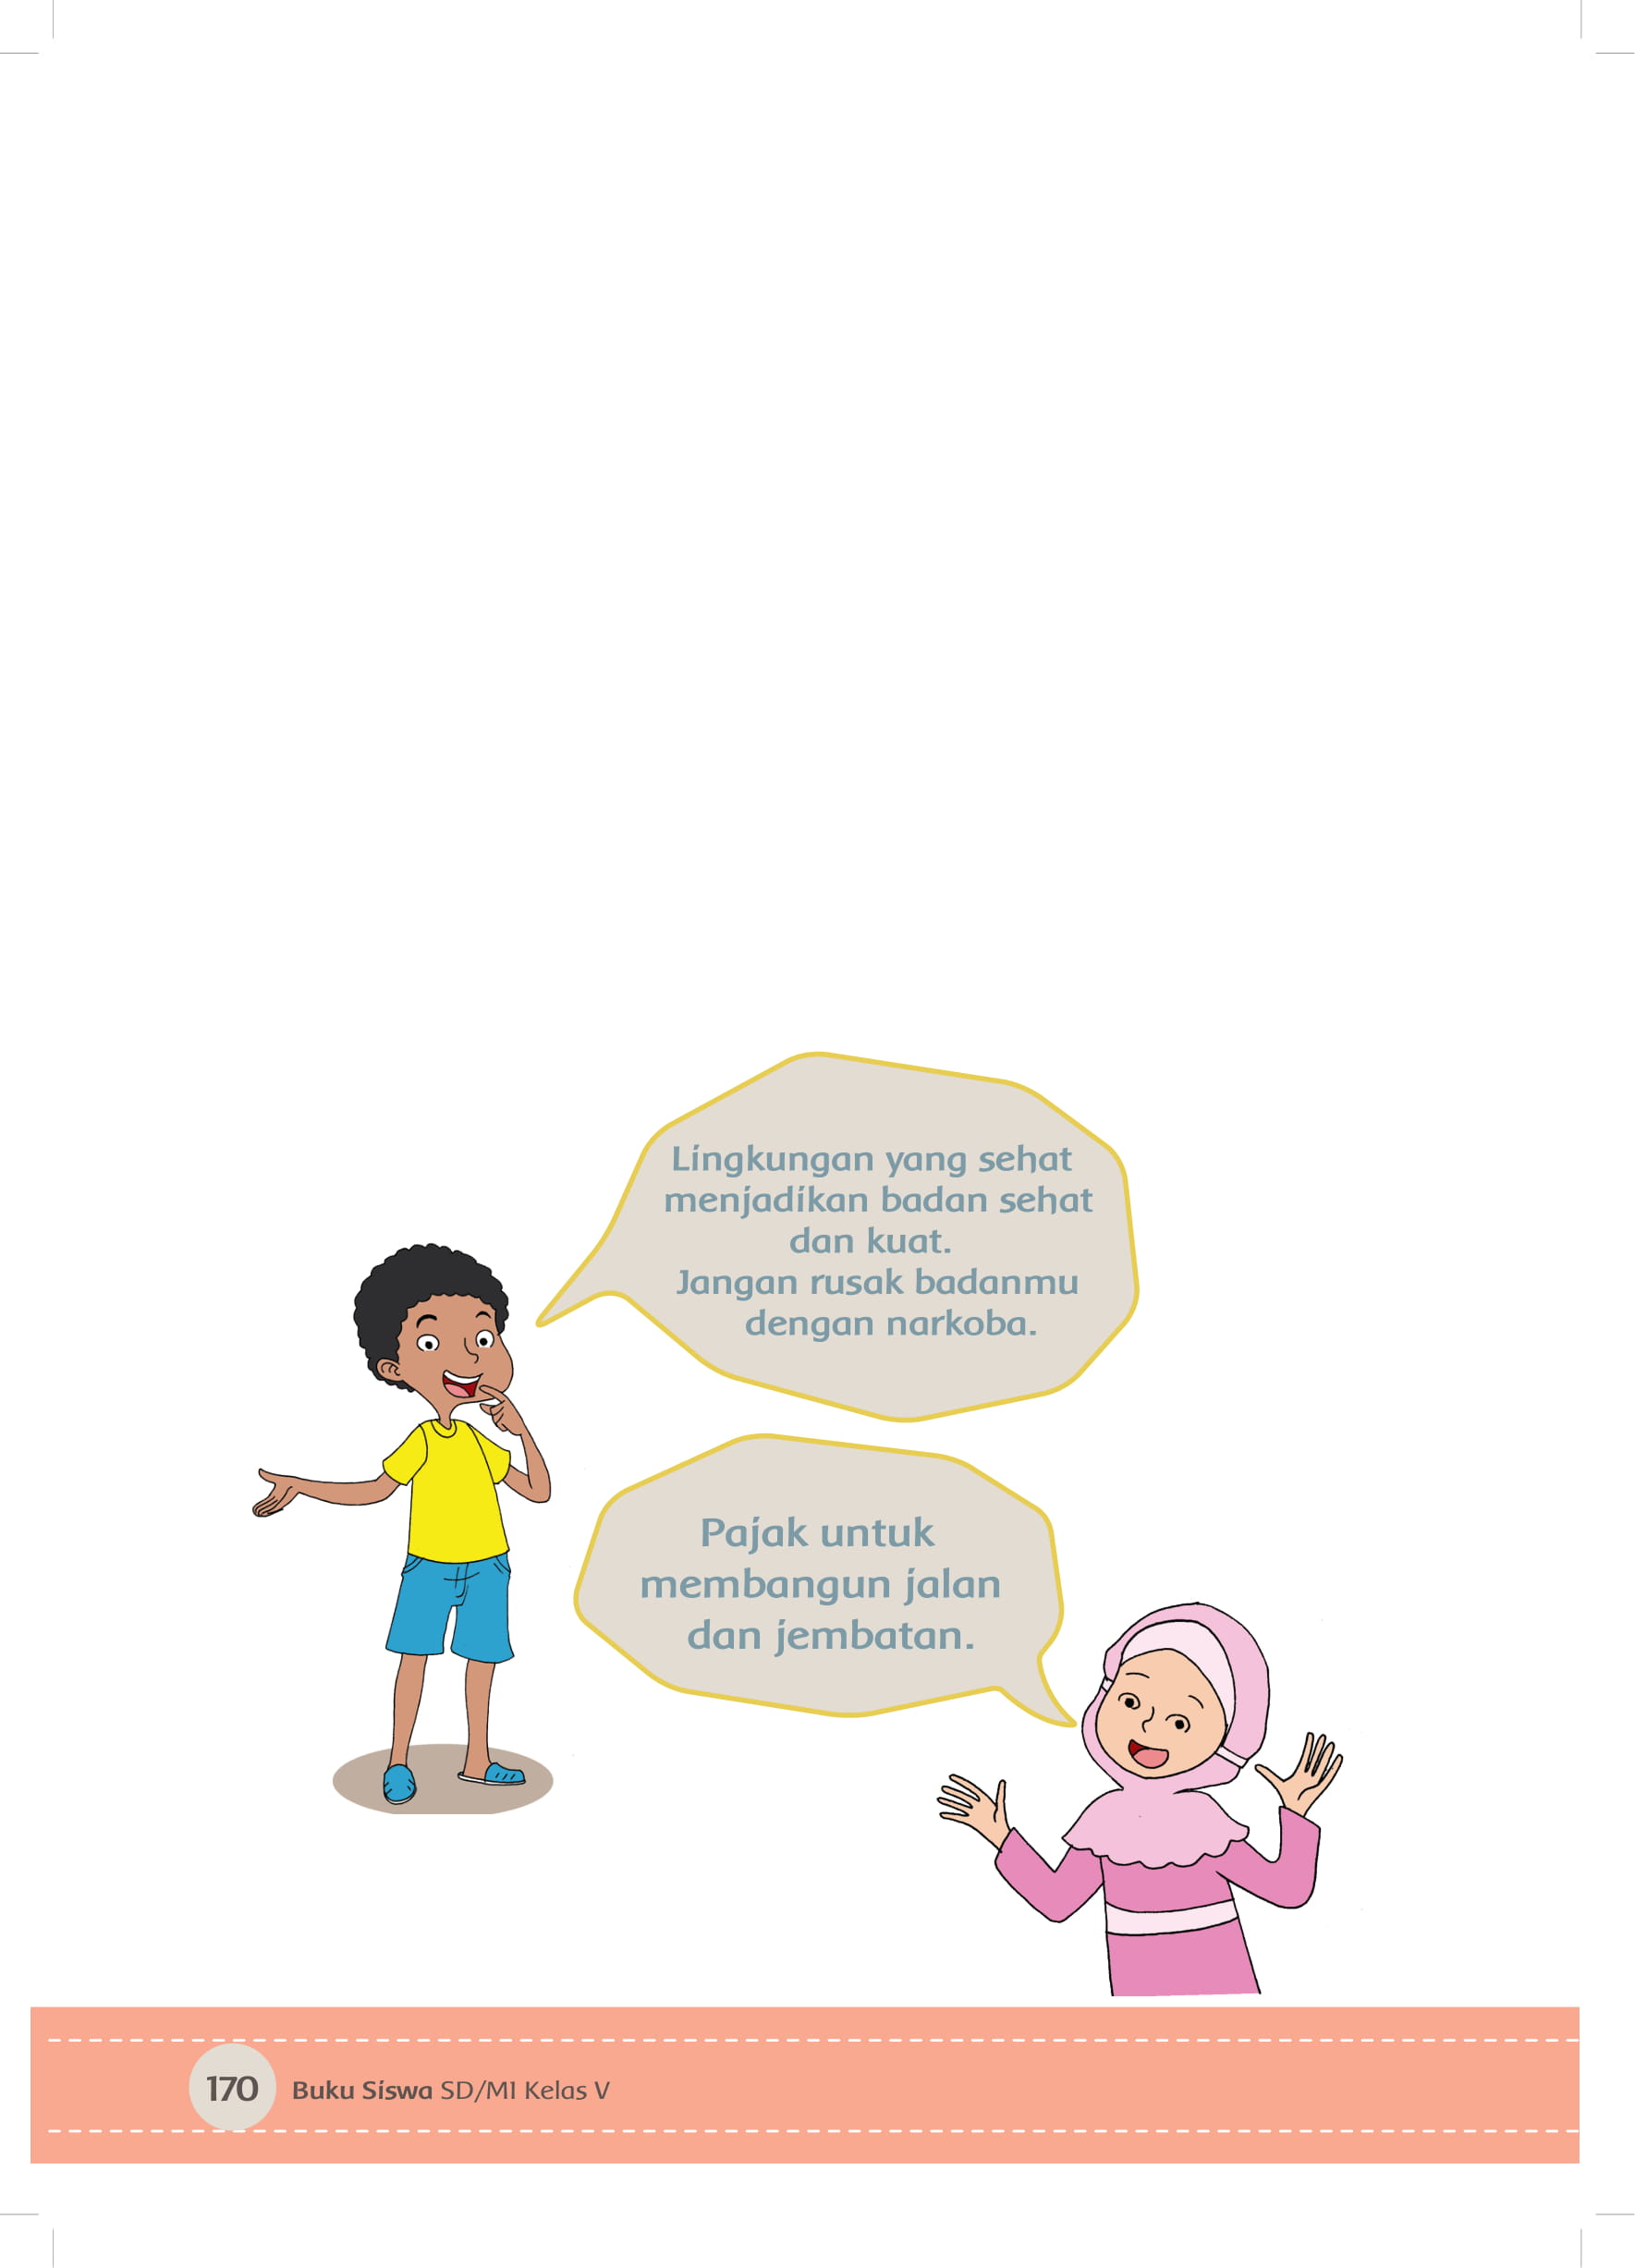 Lingkungan yang sehat
menjadikan badan sehat
dan kuat.
Jangan rusak badanmu
dengan narkoba.
Pajak untuk
membangun jalan
dan jembatan.
170 Buku Siswa SD/MI Kelas V